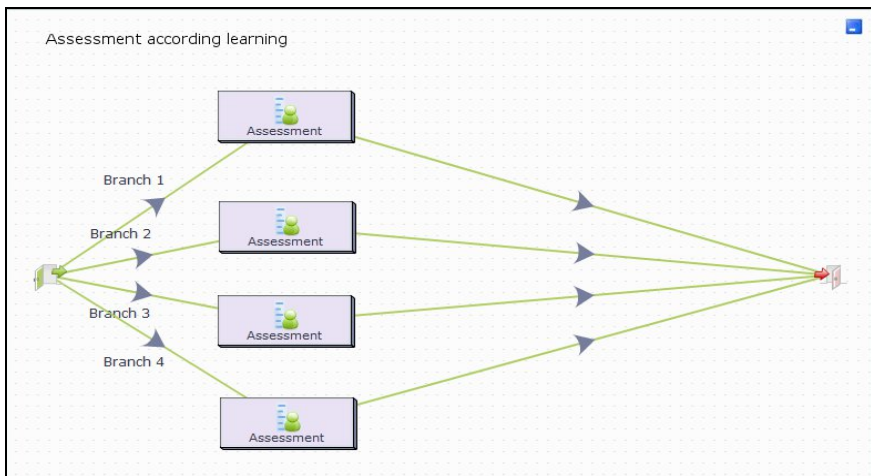 Assessment according learning
Assessment
Branch 1
Branch 2
Assessment
Branch 3
Assessment
Branch 4
Assessment